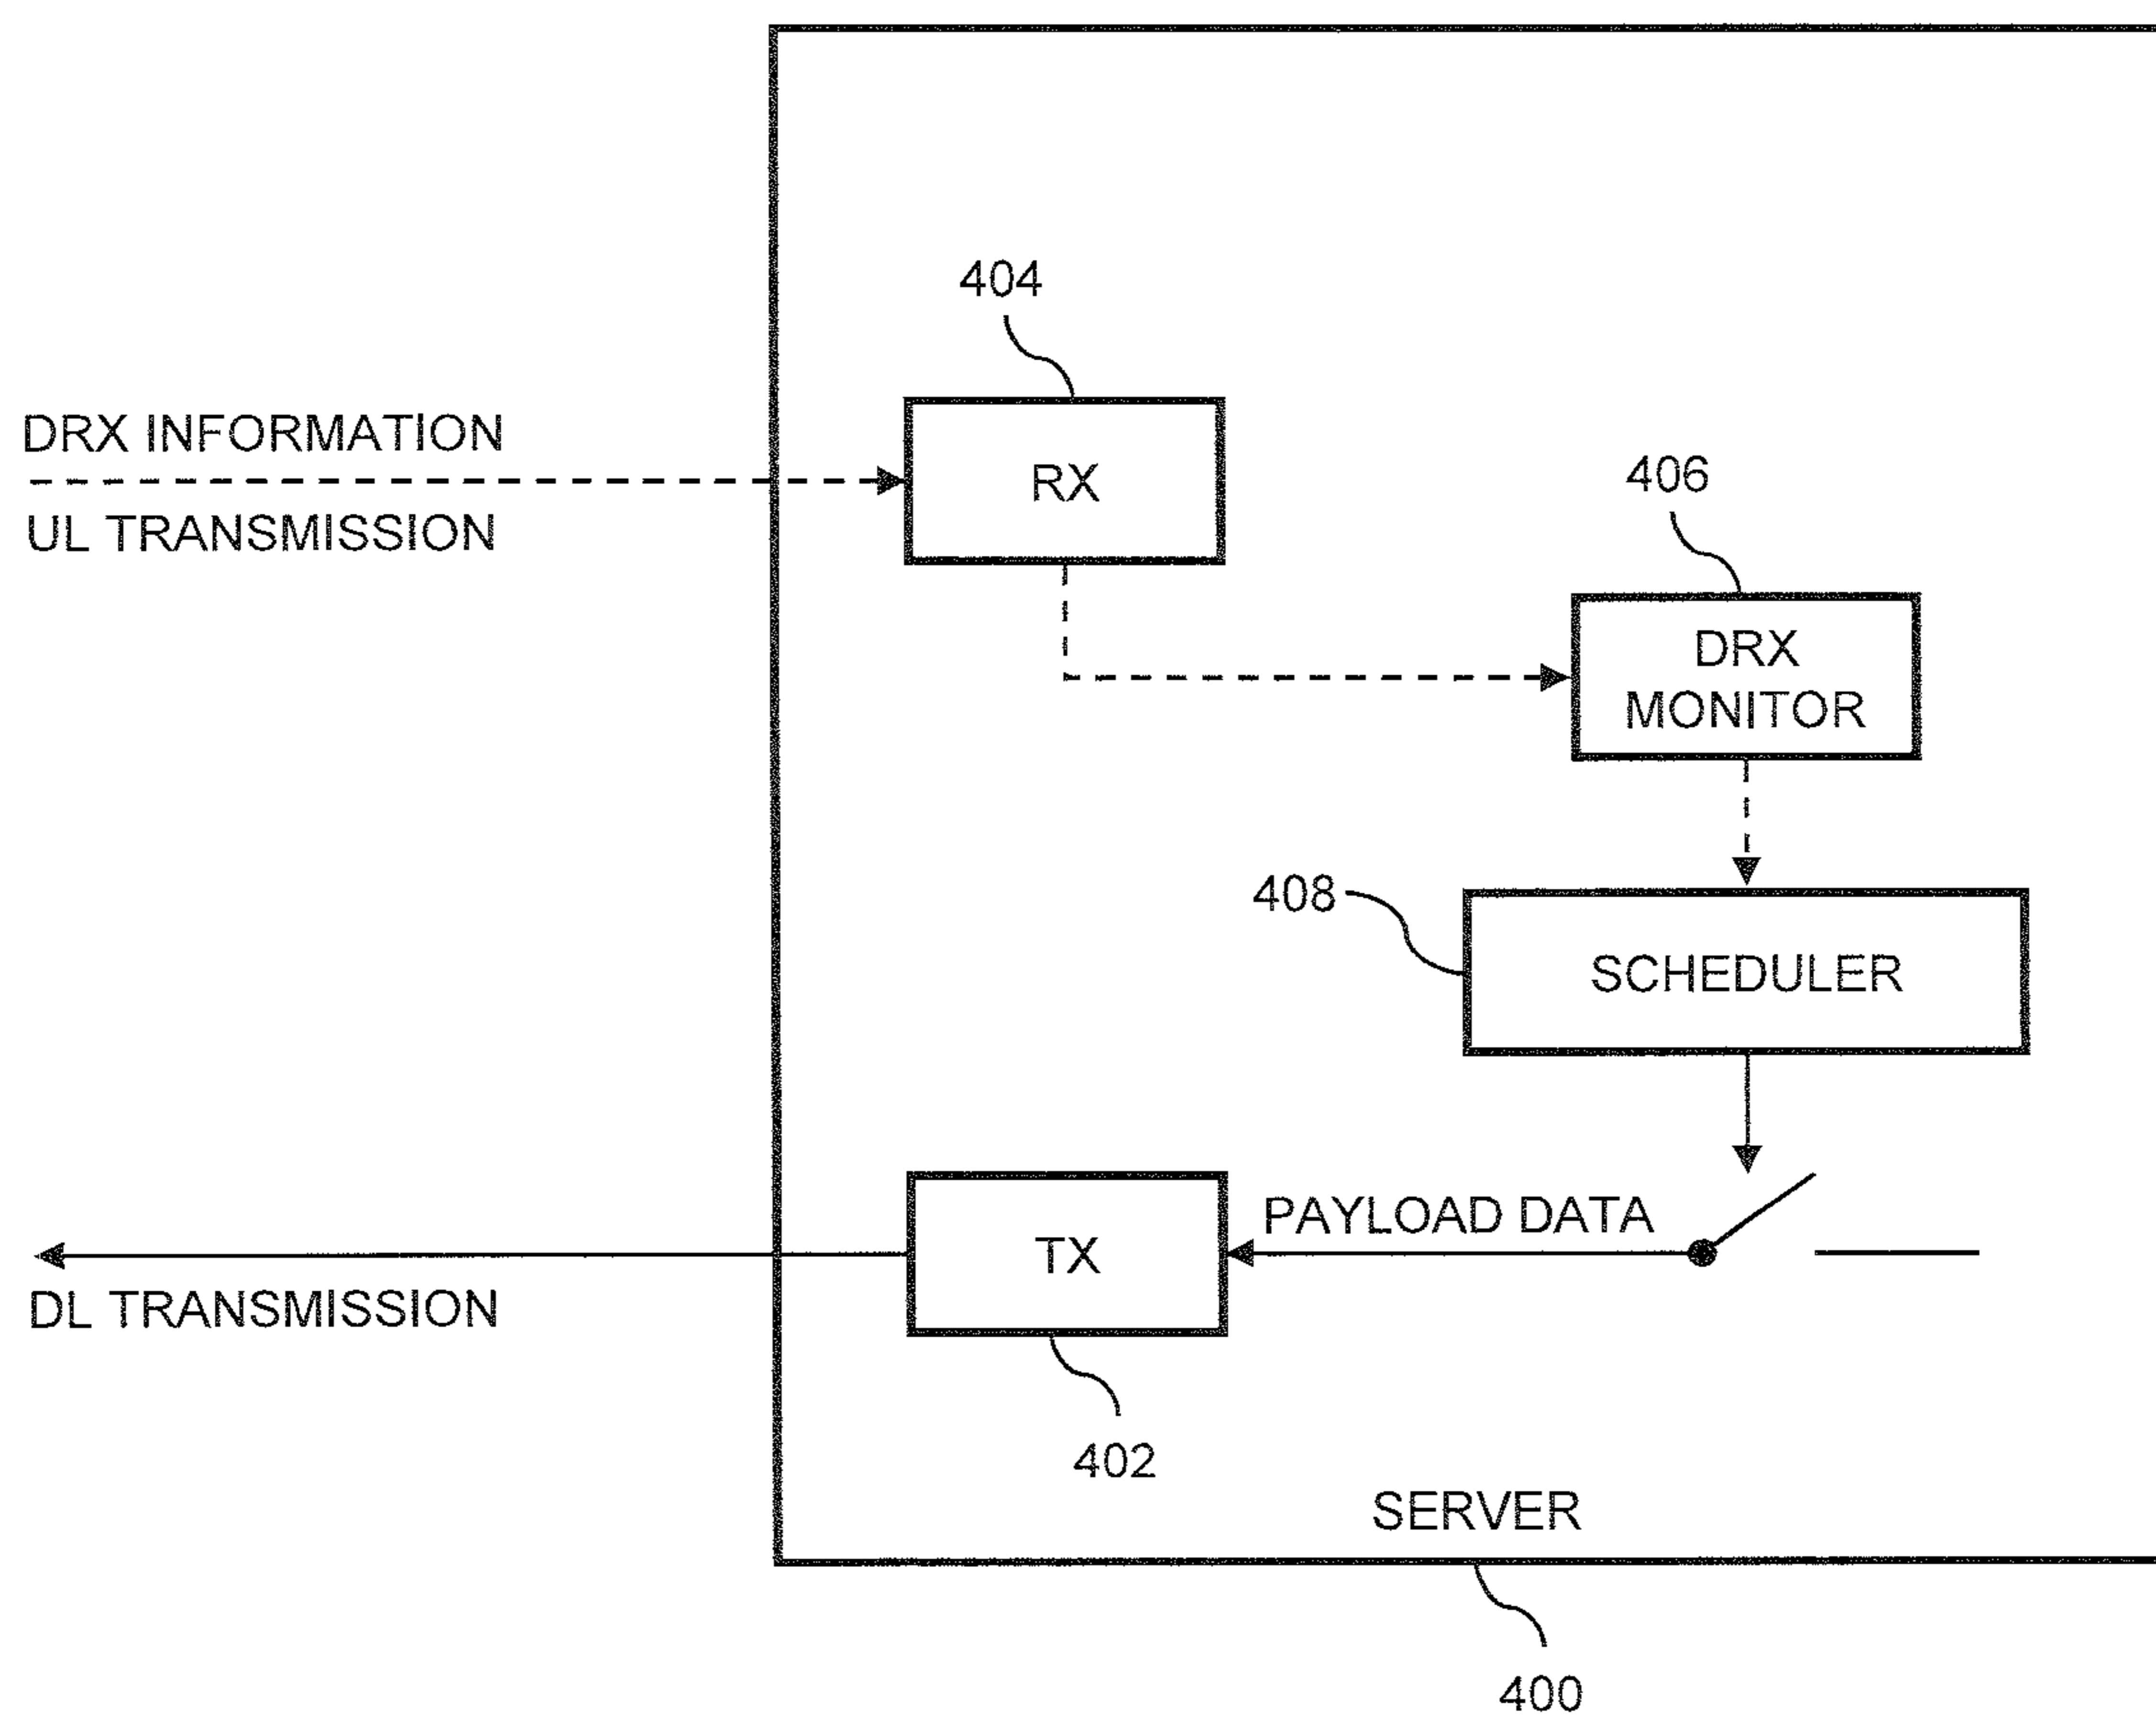 404
DRX INFORMATION
RX
406
UL TRANSMISSION
DRX
MONITOR
408
SCHEDULER
PAYLOAD DATA
TX
DL TRANSMISSION
402
SERVER
400